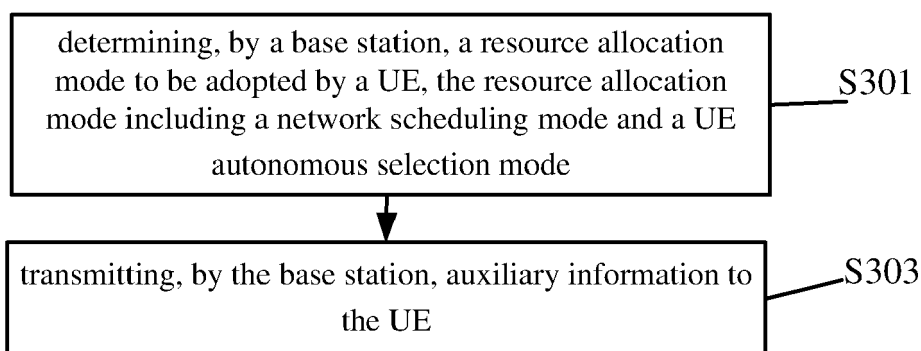 determining, by a base station, a resource allocation
mode to be adopted by a UE, the resource allocation
mode including a network scheduling mode and a UE
autonomous selection mode
S301
transmitting, by the base station, auxiliary information to
the UE
S303